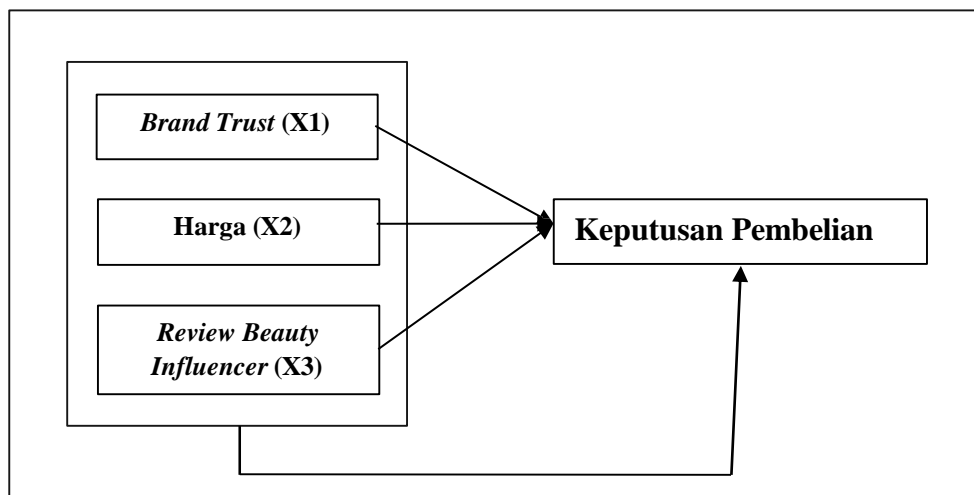 Brand Trust (X1)
Harga (X2)
Keputusan Pembelian
Review Beauty
Influencer (X3)